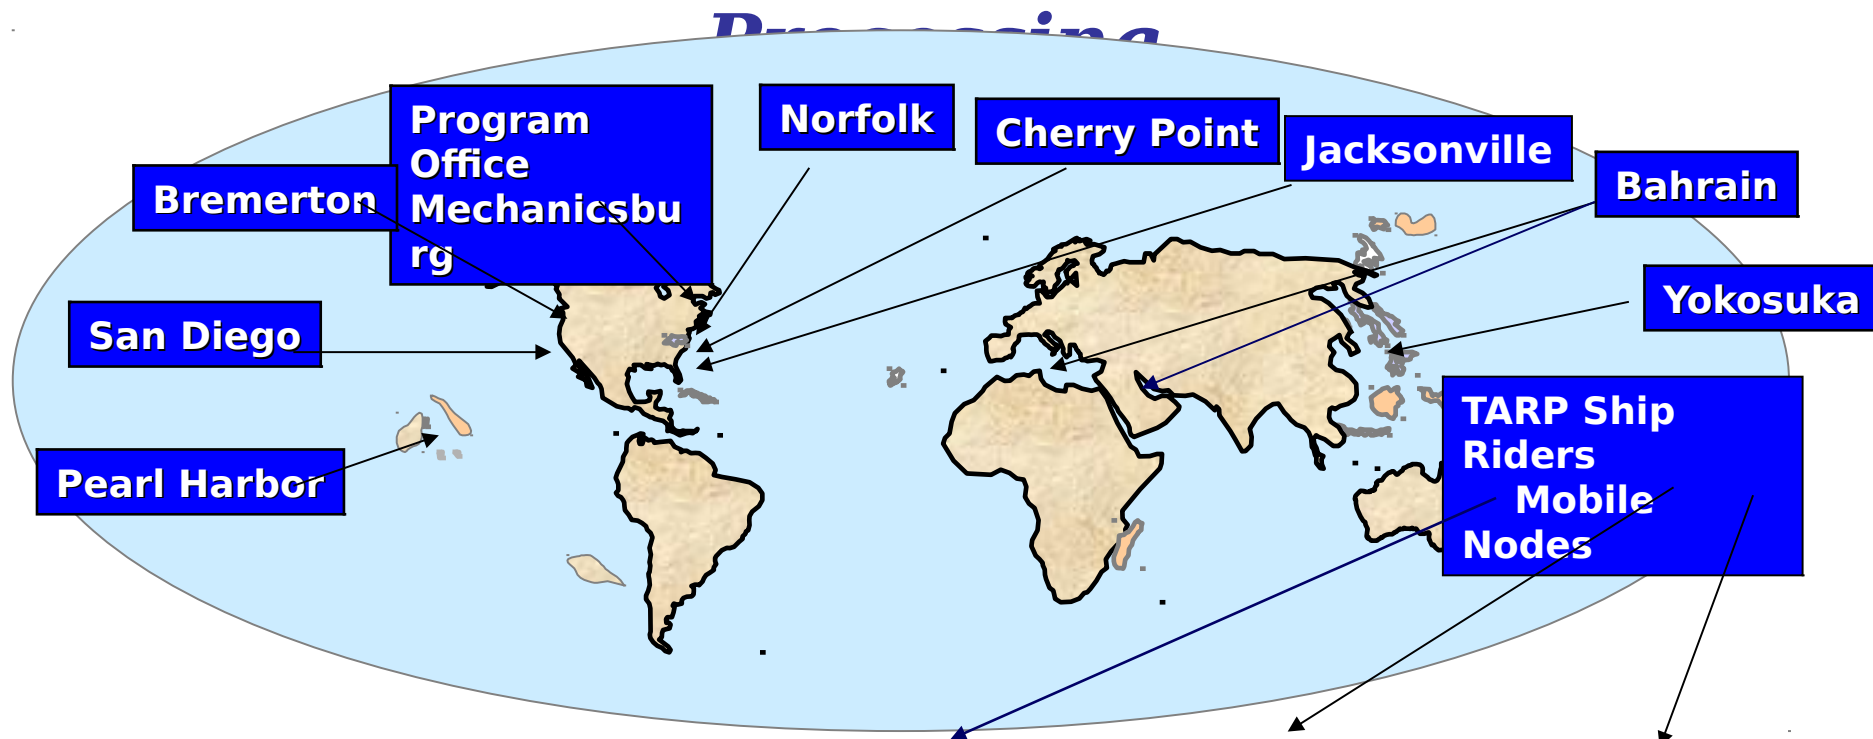 Processing
Program
Office
Mechanicsbu
rg
Norfolk
Cherry Point
Jacksonville
Bremerton
Bahrain
San Diego
Yokosuka
Pearl Harbor
TARP Ship
Riders
Mobile
Nodes